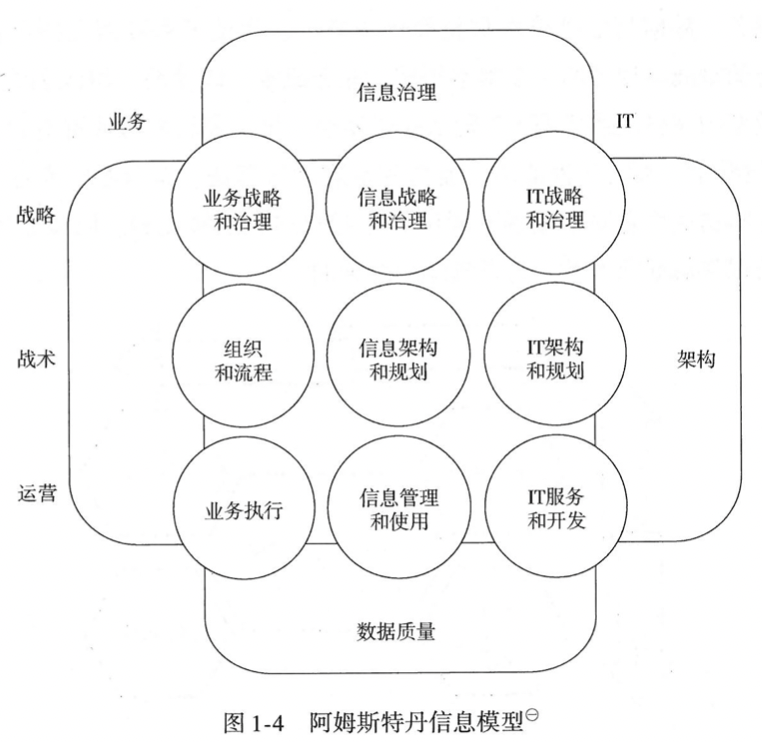 信息治理
业务
IT
战略
业务战略
和治理
信息战略
和治理
IT战略
和治理
战术
组织
和流程
信息架构
和规划
IT架构
和规划
架构
运营
业务执行
信息管理
和使用
IT服务
和开发
数据质量
图 1-4 阿姆斯特丹信息模型㊀